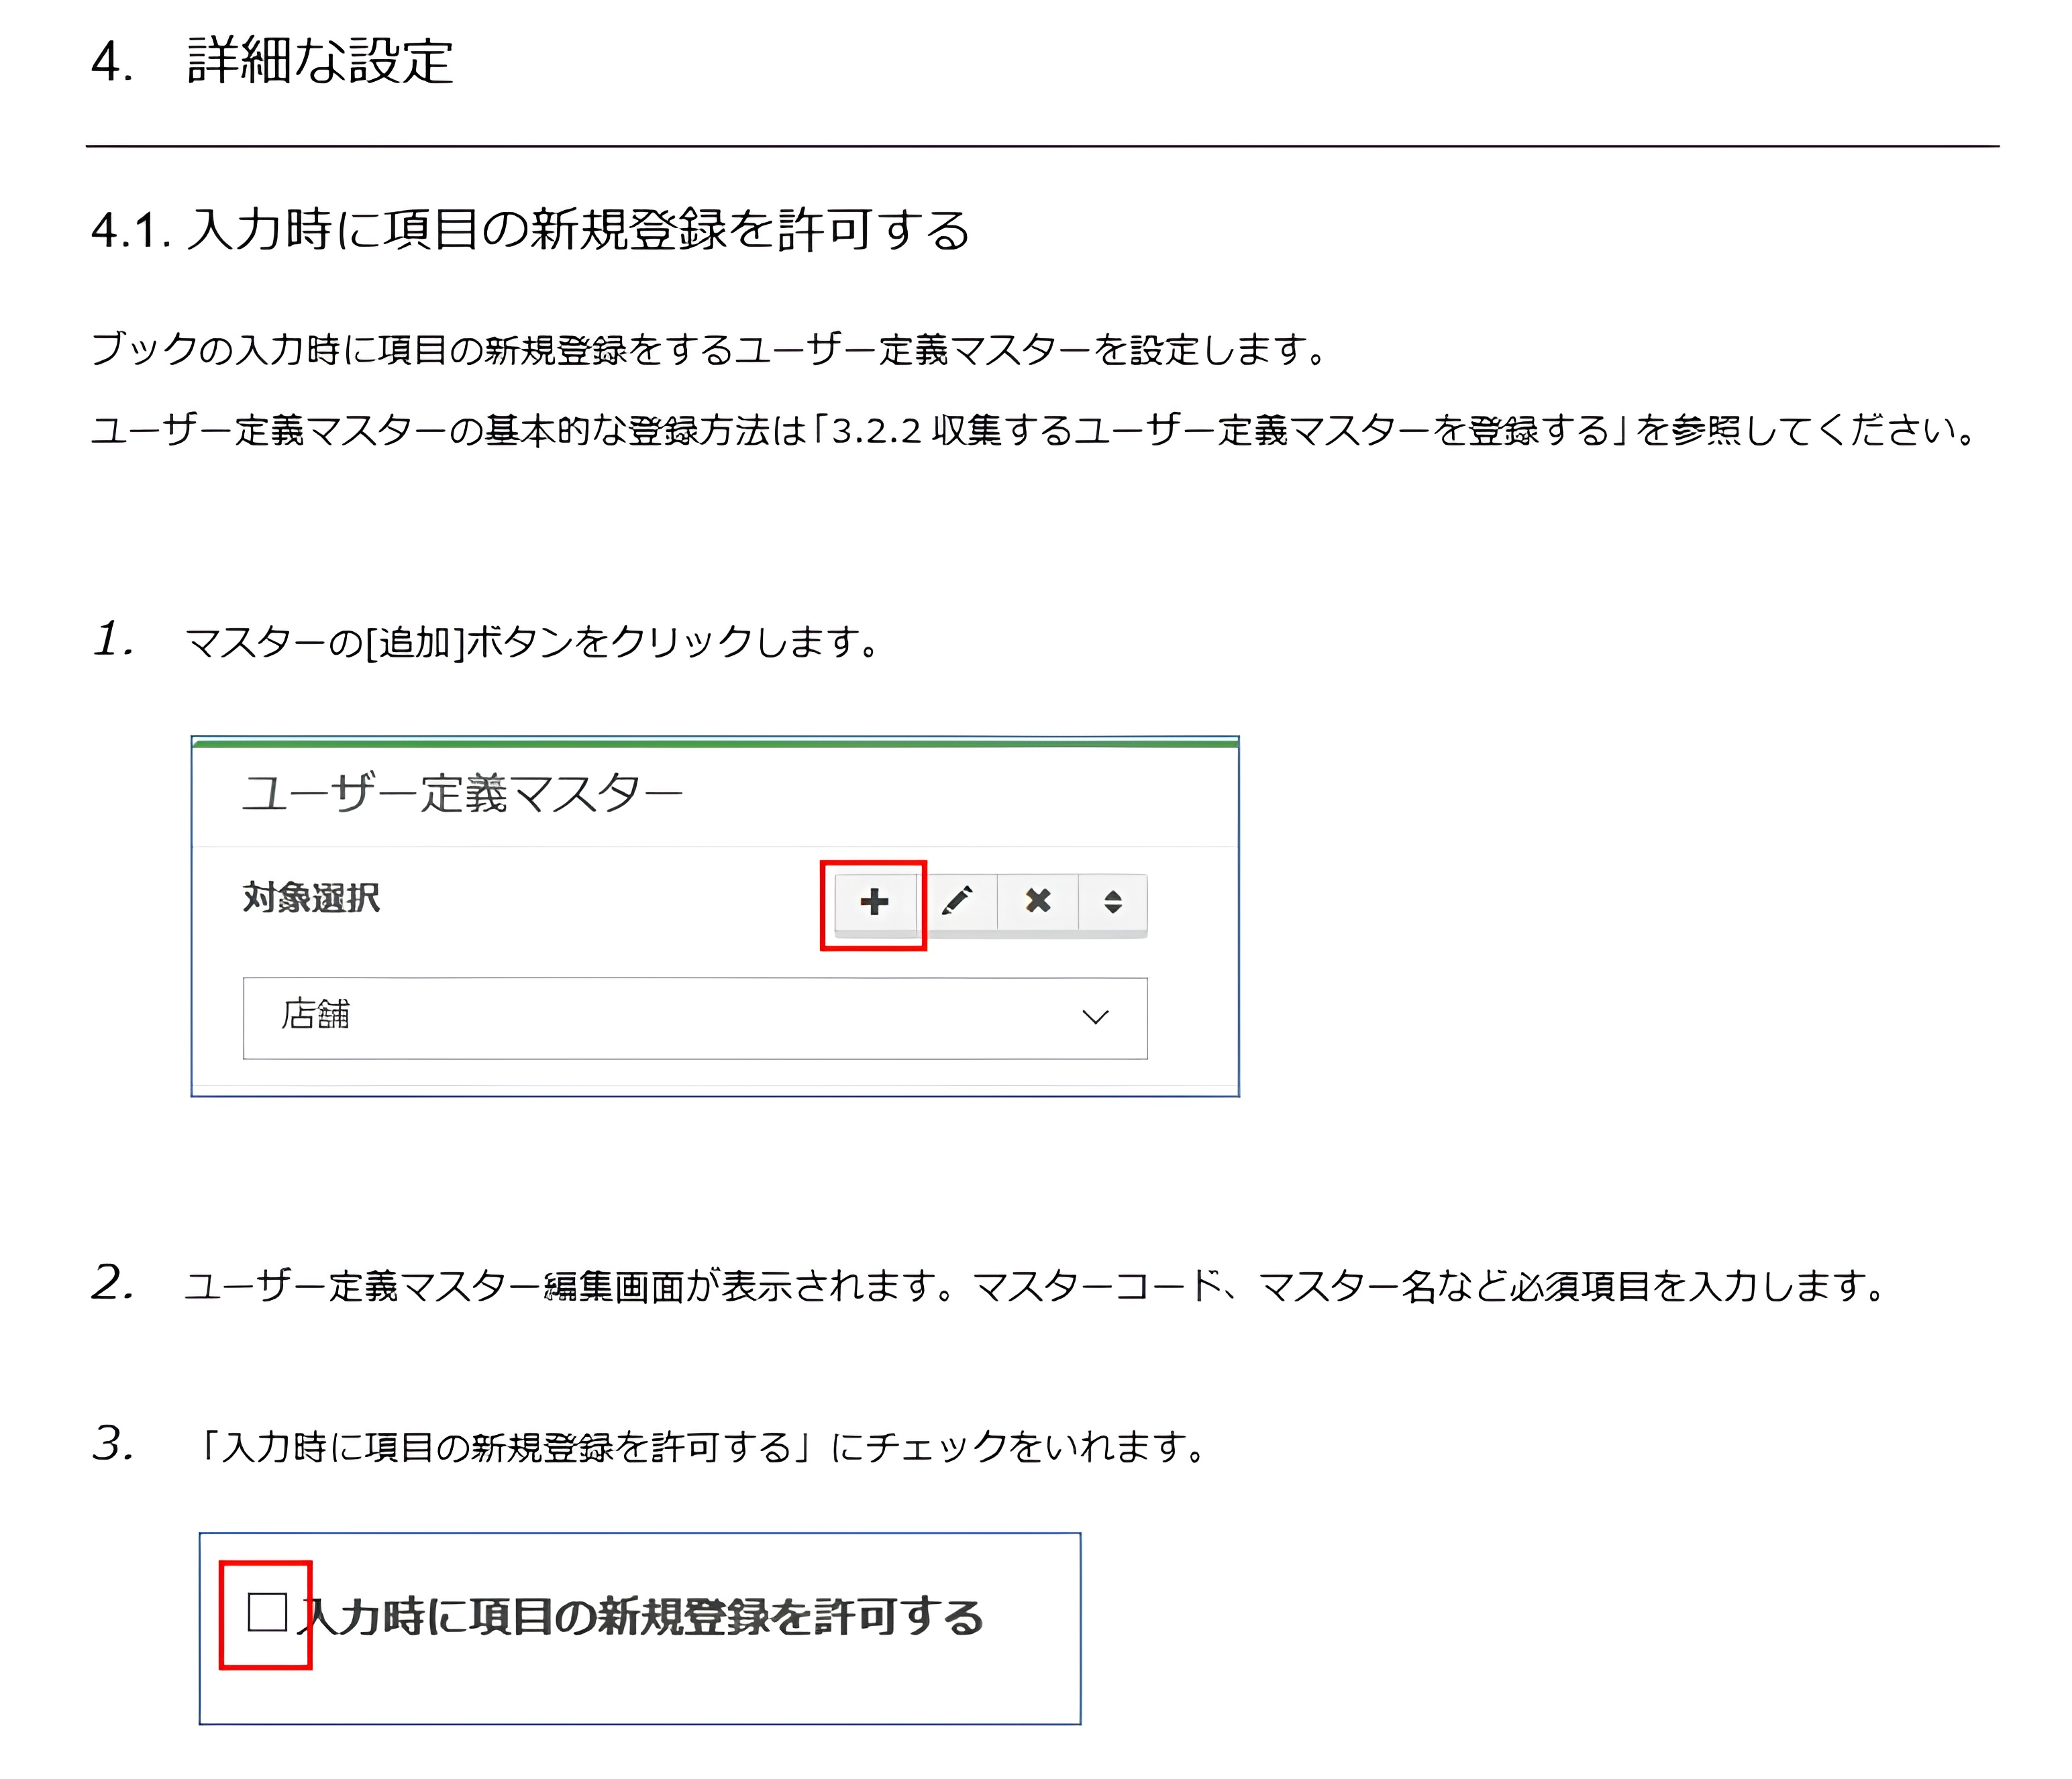 4. 詳細な設定
4.1. 入力時に項目の新規登録を許可する
ブックの入力時に項目の新規登録をするユーザー定義マスターを設定します。
ユーザー定義マスターの基本的な登録方法は「3.2.2 収集するユーザー定義マスターを登録する」を参照してください。
1. マスターの[追加]ボタンをクリックします。
ユーザー定義マスター
対象選択
店舗
2. ユーザー定義マスター編集画面が表示されます。マスターコード、マスター名など必須項目を入力します。
3. 「入力時に項目の新規登録を許可する」にチェックをいれます。
入力時に項目の新規登録を許可する